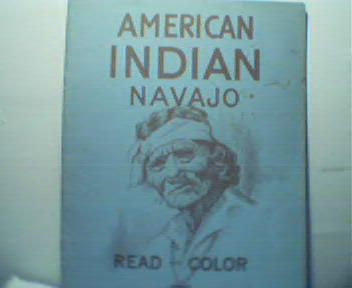 AMERICAN
INDIAN
NAVAJO
READ - COLOR